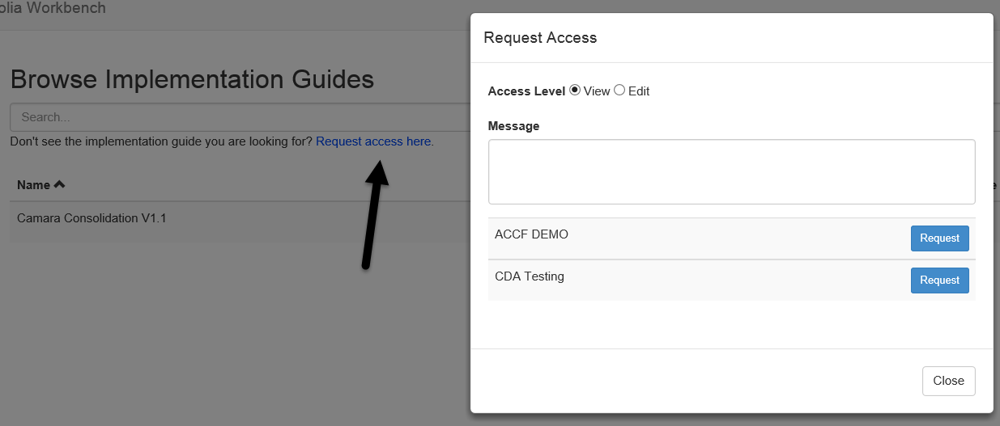 olia Workbench
Browse Implementation Guides
Search...
Don't see the implementation guide you are looking for? Request access here.
Name
Camara Consolidation V1.1
Request Access
Access Level View Edit
Message
ACCF DEMO Request
CDA Testing Request
Close